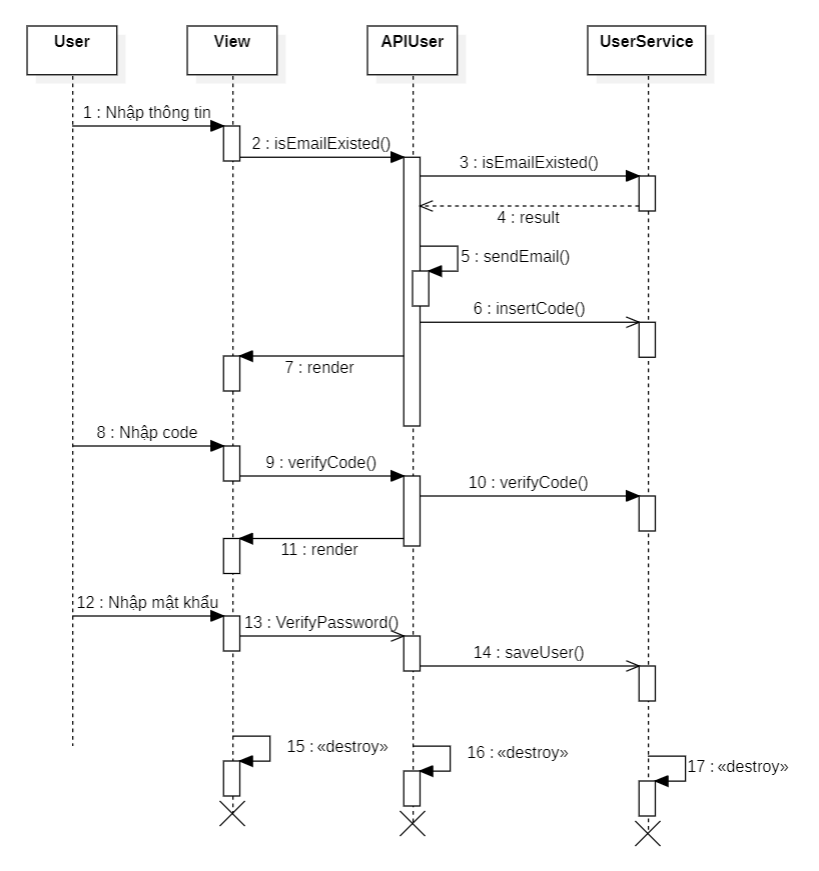 User
View
APIUser
UserService
1 : Nhập thông tin
2 : isEmailExisted()
3 : isEmailExisted()
4 : result
5 : sendEmail()
6 : insertCode()
7 : render
8 : Nhập code
9 : verifyCode()
10 : verifyCode()
11 : render
12 : Nhập mật khẩu
13 : VerifyPassword()
14 : saveUser()
15 : «destroy»
16 : «destroy»
17 : «destroy»